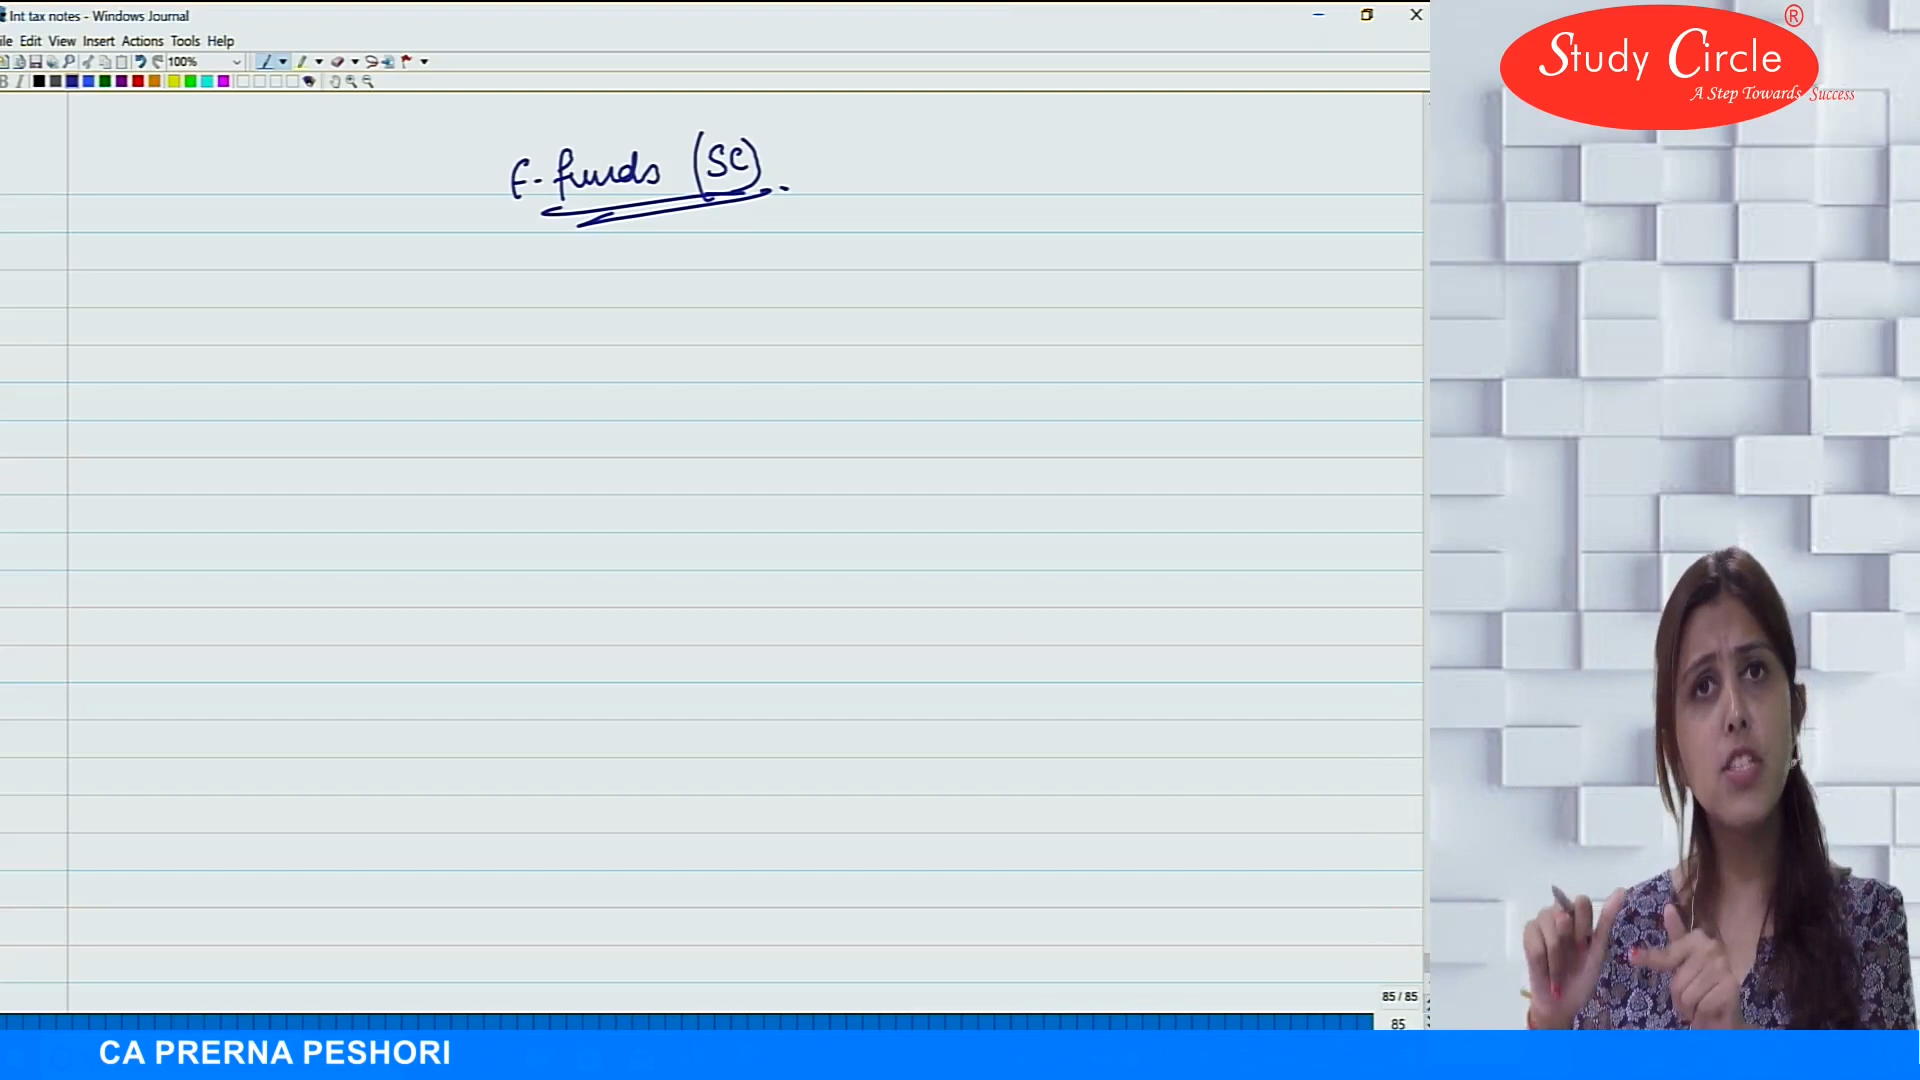 Int tax notes - Windows Journal
ile Edit View Insert Actions Tools Help
100%
B I
E-funds (SC)
85 / 85
85
Study Circle ®
A Step Towards Success
CA PRERNA PESHORI